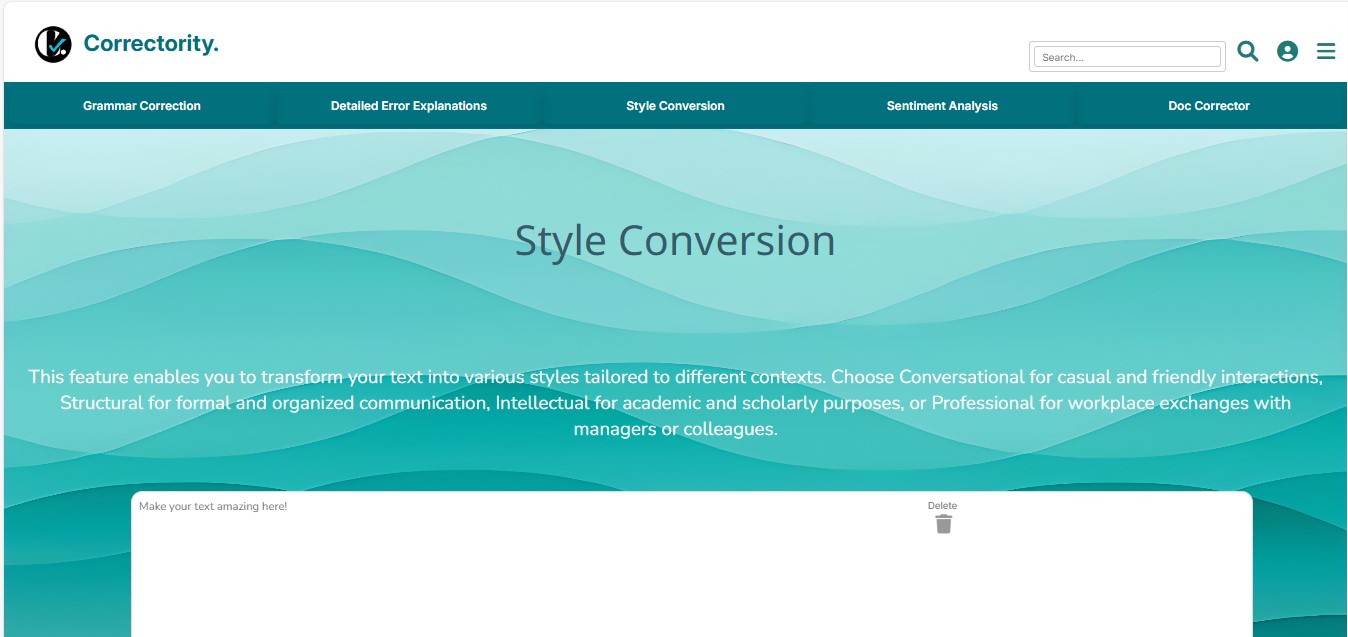 Correctority.
Search...
Grammar Correction
Detailed Error Explanations
Style Conversion
Sentiment Analysis
Doc Corrector
Style Conversion
This feature enables you to transform your text into various styles tailored to different contexts. Choose Conversational for casual and friendly interactions,
Structural for formal and organized communication, Intellectual for academic and scholarly purposes, or Professional for workplace exchanges with
managers or colleagues.
Make your text amazing here!
Delete